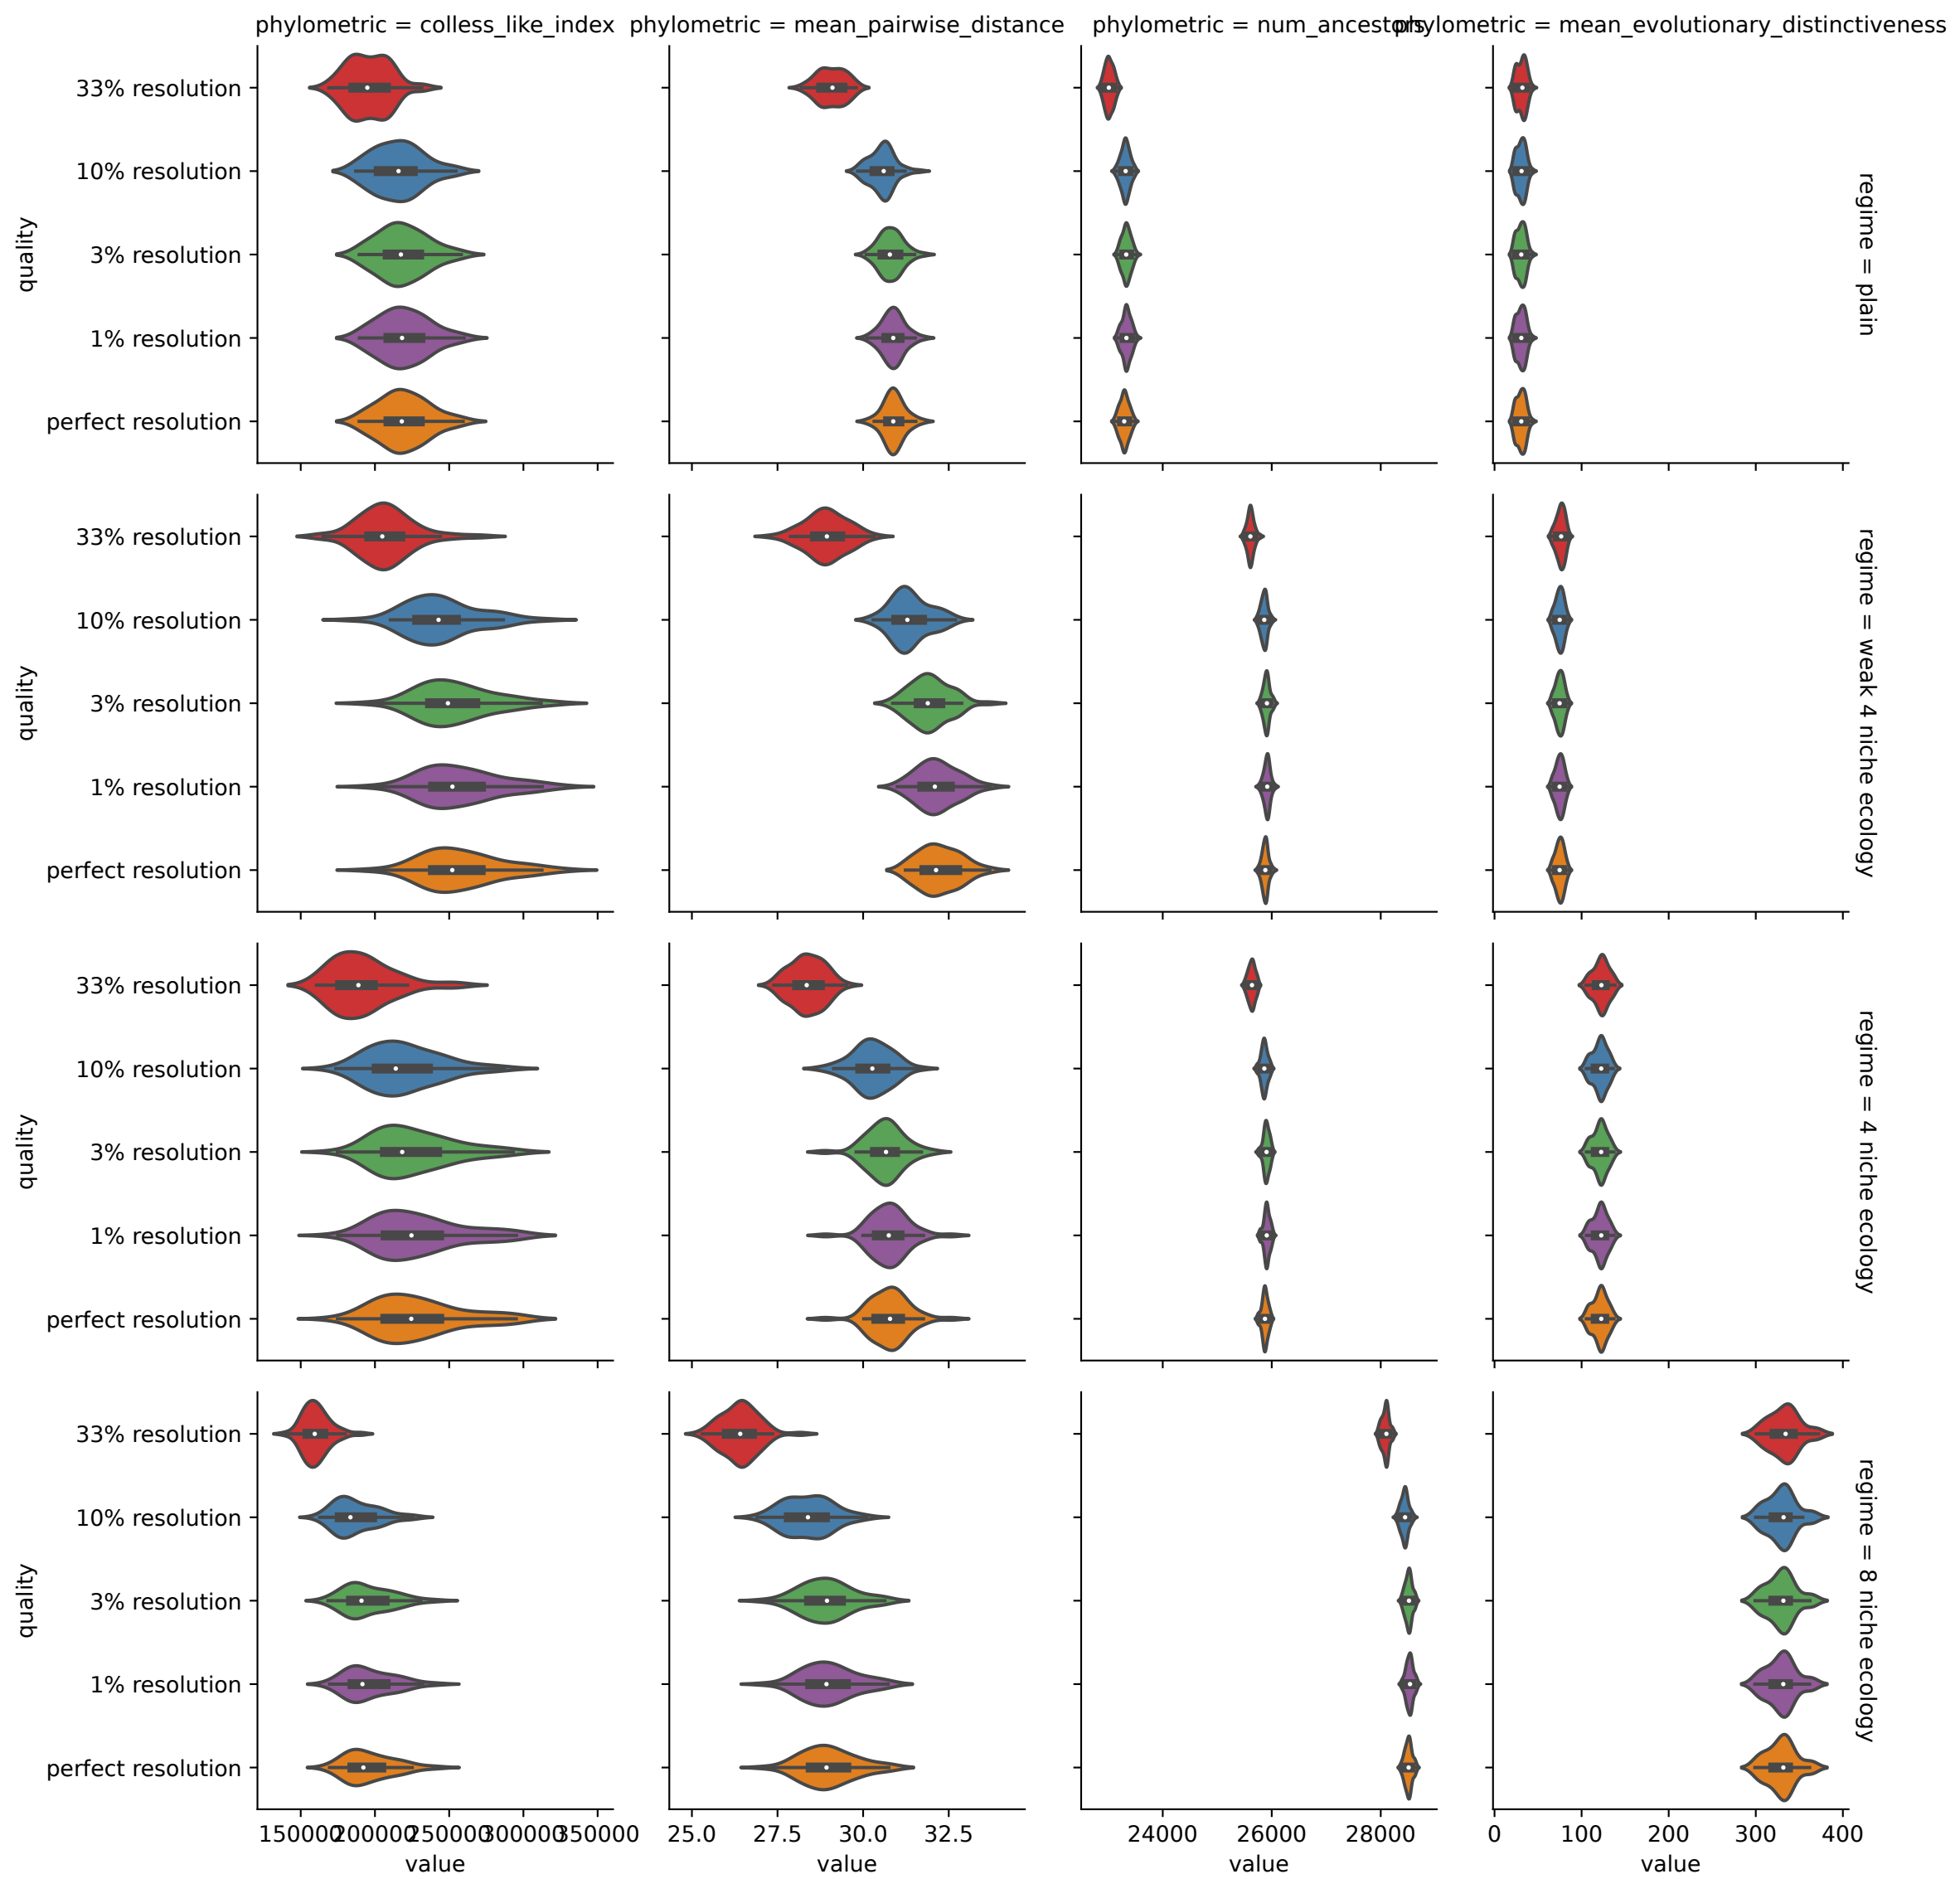 phylometric = colless_like_index
phylometric = mean_pairwise_distance
phylometric = num_ancestors
phylometric = mean_evolutionary_distinctiveness
quality
33% resolution
10% resolution
3% resolution
1% resolution
perfect resolution
regime = plain
quality
33% resolution
10% resolution
3% resolution
1% resolution
perfect resolution
regime = weak 4 niche ecology
quality
33% resolution
10% resolution
3% resolution
1% resolution
perfect resolution
regime = 4 niche ecology
quality
33% resolution
10% resolution
3% resolution
1% resolution
perfect resolution
regime = 8 niche ecology
150000 200000 250000 300000 350000
25.0 27.5 30.0 32.5
24000 26000 28000
0 100 200 300 400
value
value
value
value